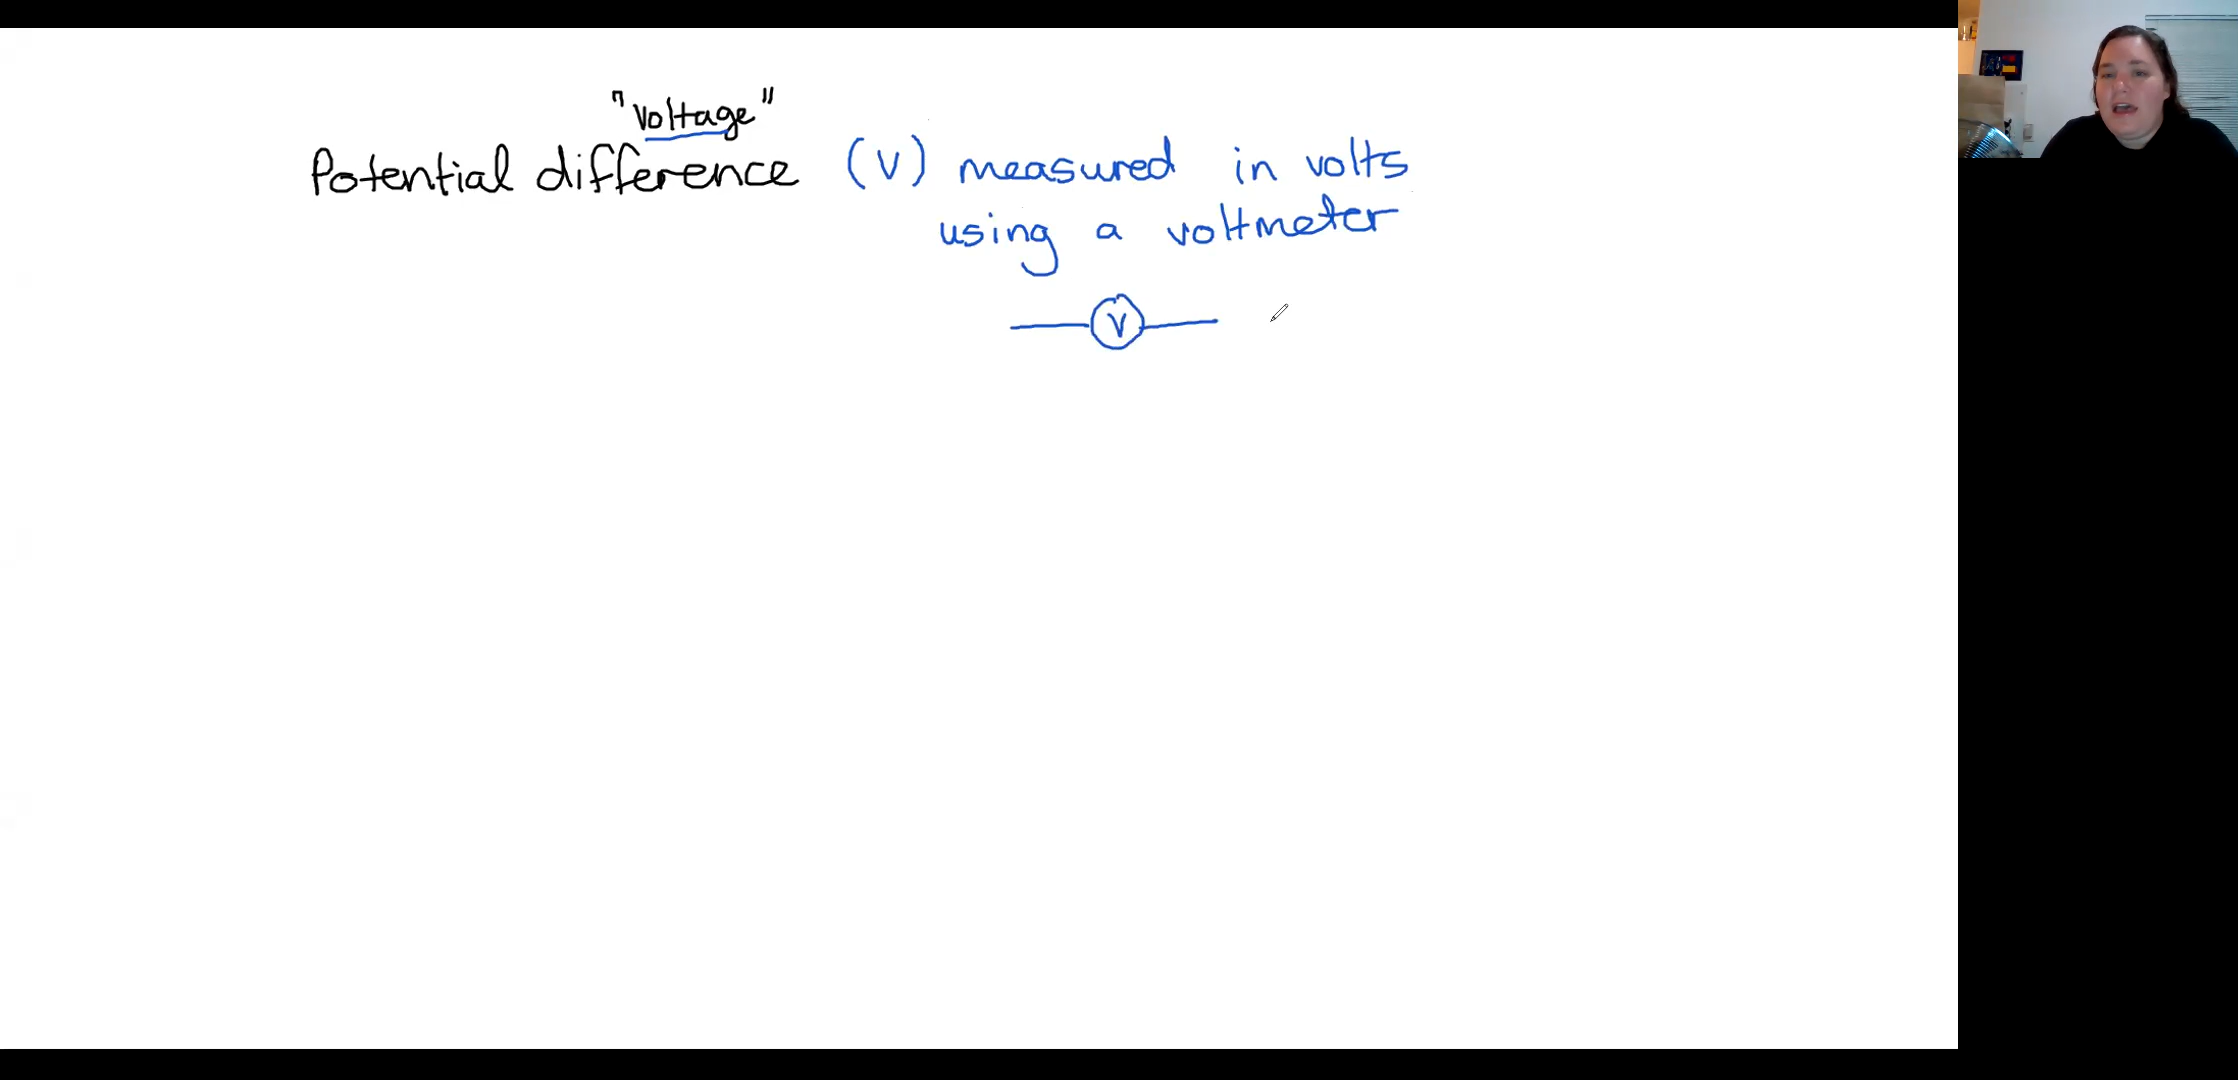 "Voltage"
Potential difference (V) measured in volts
using a voltmeter
V